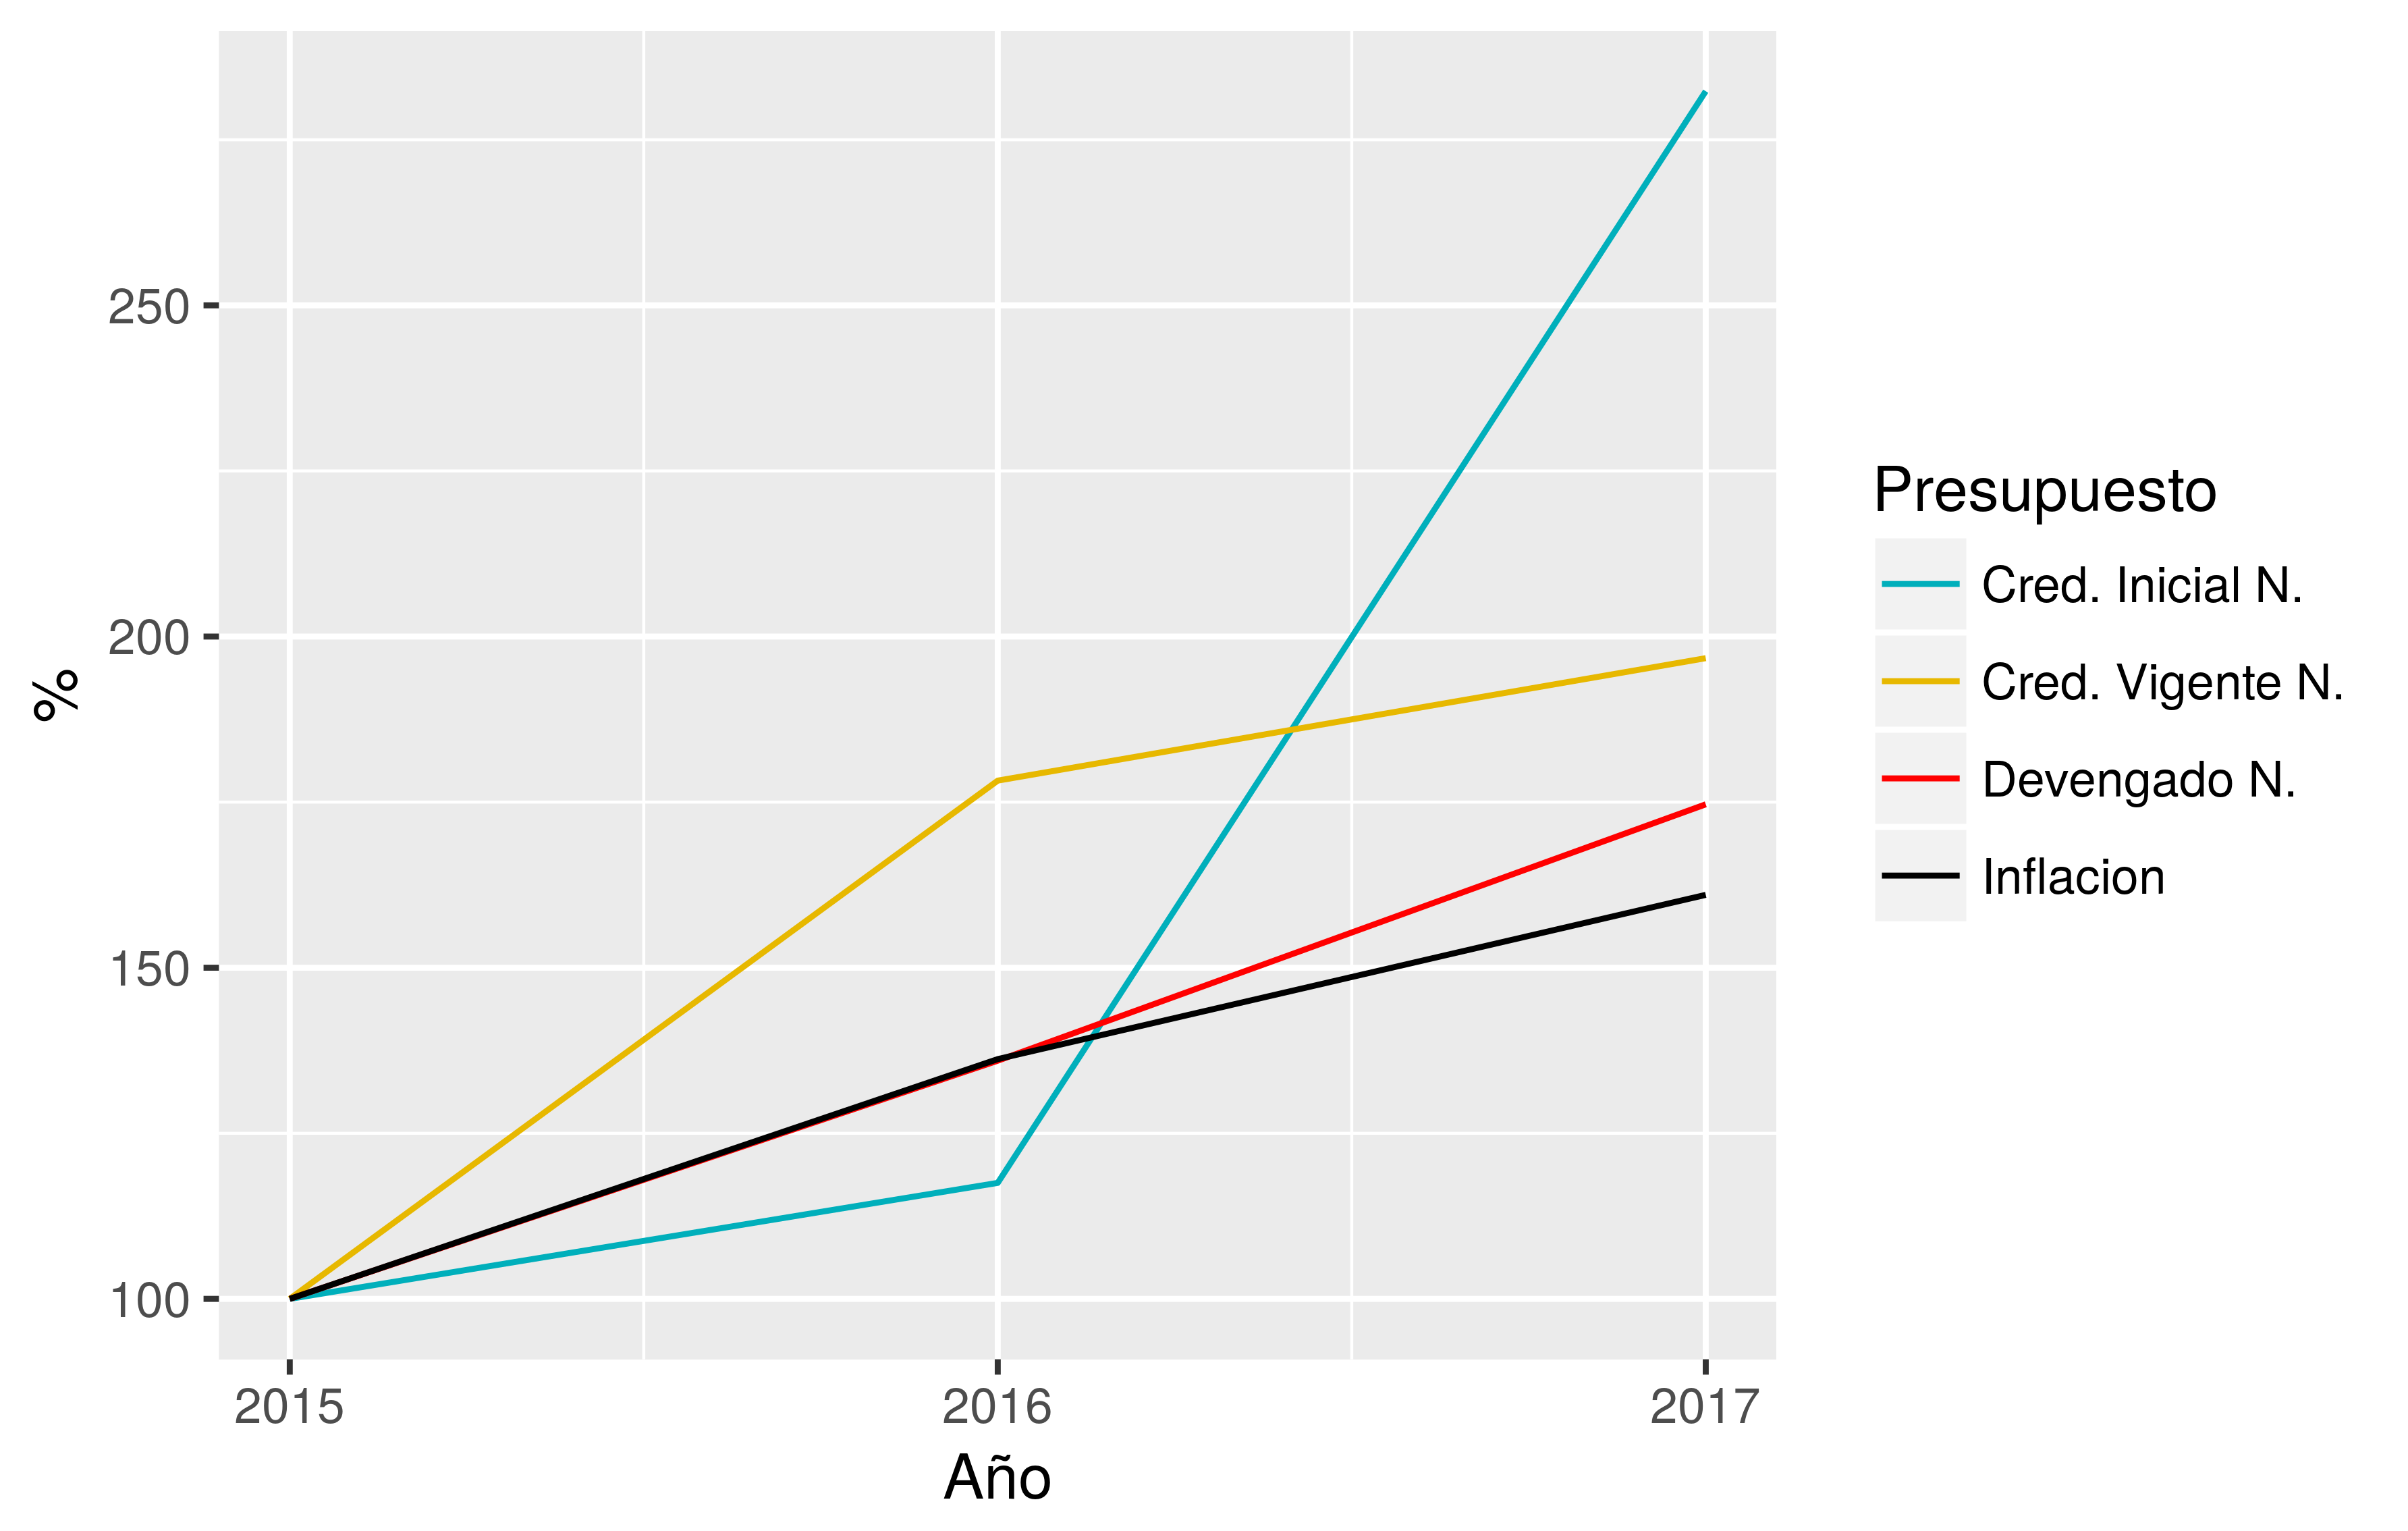 %
250
200
150
100
2015 2016 2017
Año
Presupuesto
Cred. Inicial N.
Cred. Vigente N.
Devengado N.
Inflacion